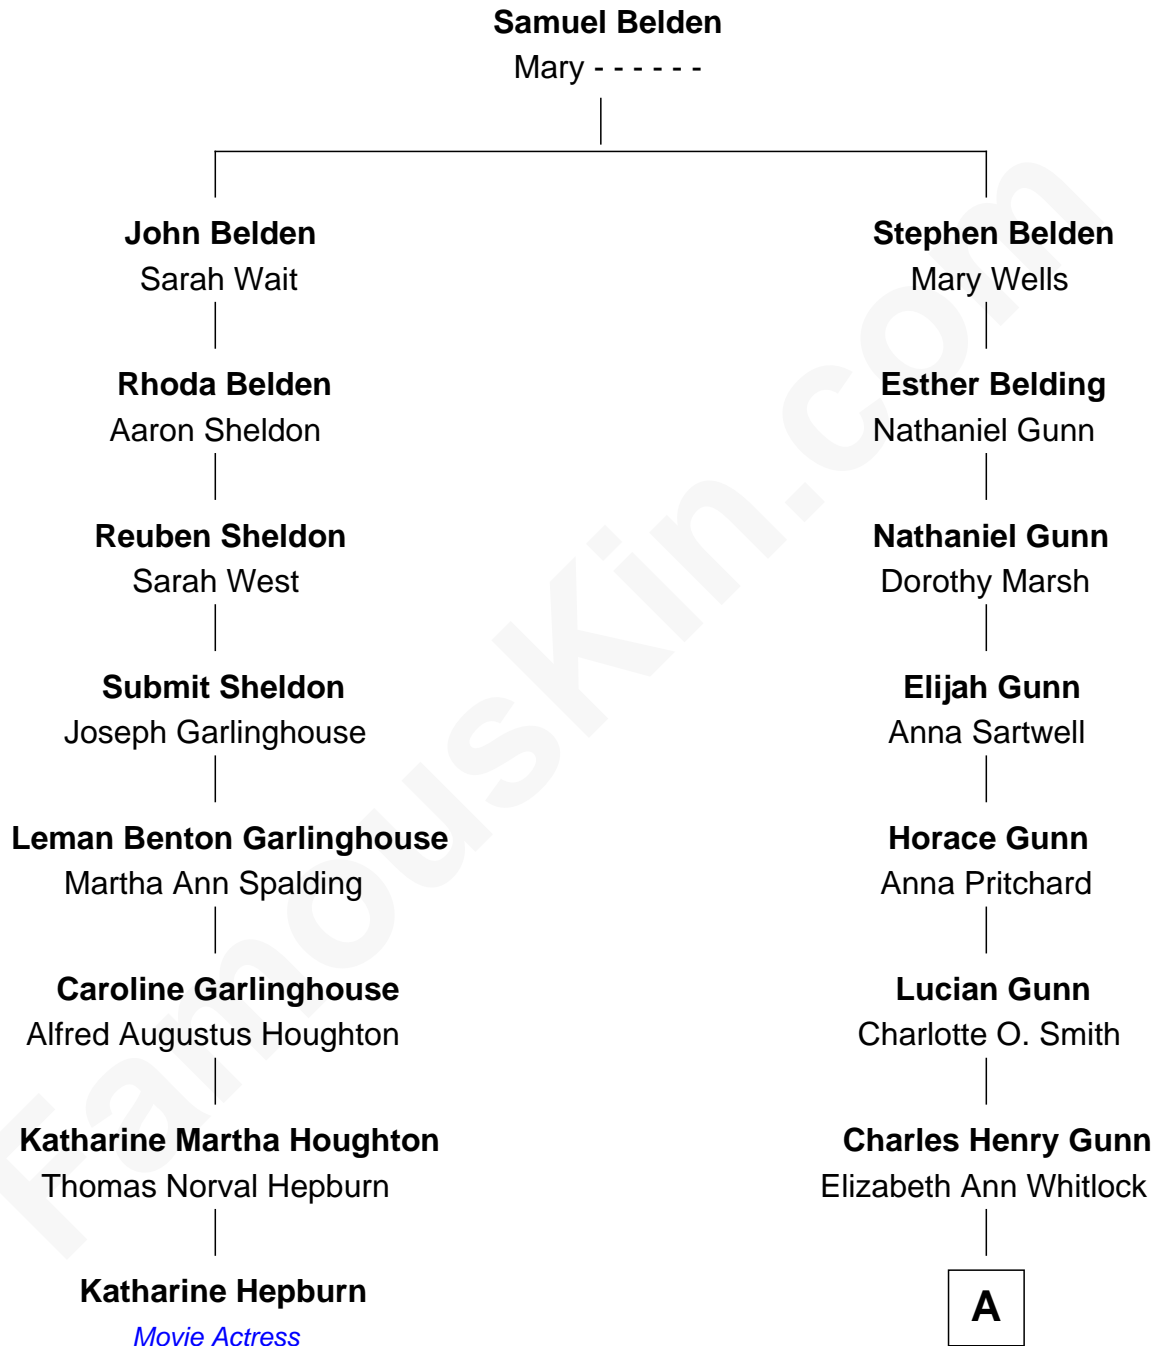 Samuel Belden
Mary - - - - - -
John Belden
Sarah Wait
Stephen Belden
Mary Wells
Rhoda Belden
Aaron Sheldon
Esther Belding
Nathaniel Gunn
Reuben Sheldon
Sarah West
Nathaniel Gunn
Dorothy Marsh
Submit Sheldon
Joseph Garlinghouse
Elijah Gunn
Anna Sartwell
Leman Benton Garlinghouse
Martha Ann Spalding
Horace Gunn
Anna Pritchard
Caroline Garlinghouse
Alfred Augustus Houghton
Lucian Gunn
Charlotte O. Smith
Katharine Martha Houghton
Thomas Norval Hepburn
Charles Henry Gunn
Elizabeth Ann Whitlock
Katharine Hepburn
Movie Actress
A
FamousKin.com